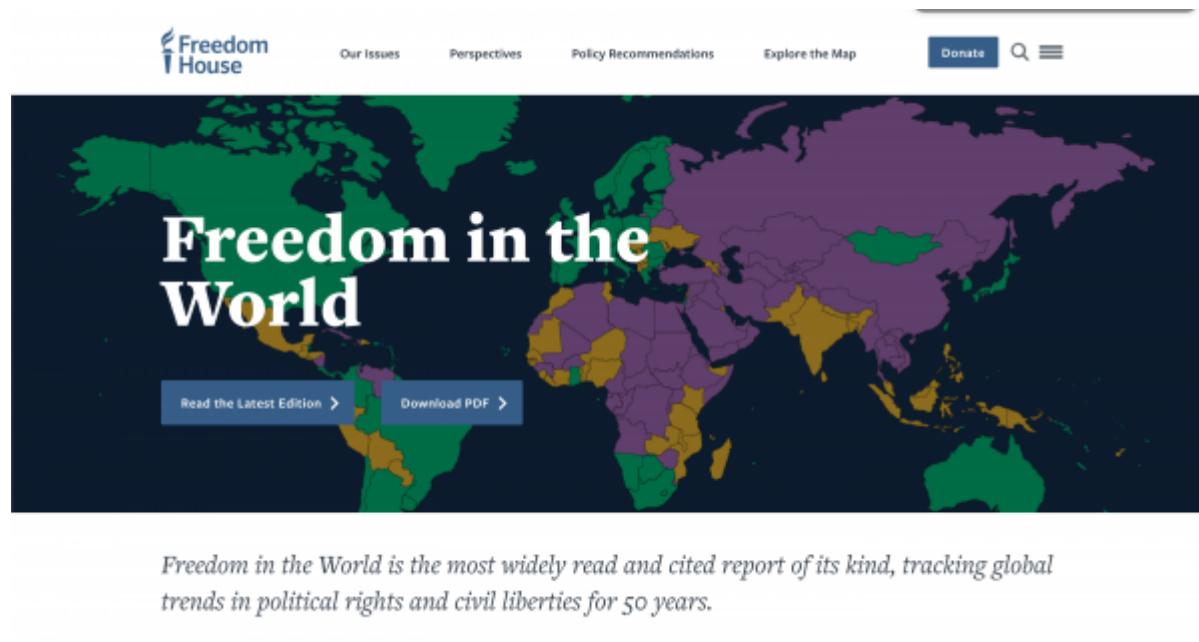 Freedom
House
Our Issues
Perspectives
Policy Recommendations
Explore the Map
Donate
Freedom in the
World
Read the Latest Edition
Download PDF
Freedom in the World is the most widely read and cited report of its kind, tracking global
trends in political rights and civil liberties for 50 years.